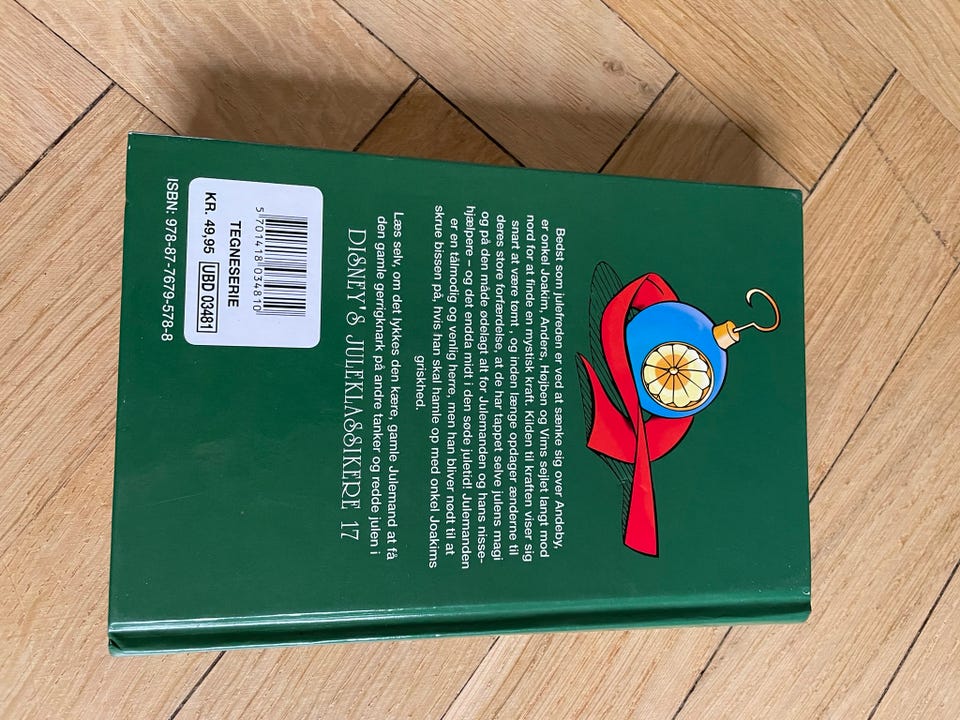 Bedst som julefreden er ved at sænke sig over Andeby,
er onkel Joakim, Anders, Højben og Vims sejlet langt mod
nord for at finde en mystisk kraft. Kilden til kraften viser sig
snart at være tomt , og inden længe opdager ænderne til
deres store forfærdelse, at de har tappet selve julens magi
og på den måde ødelagt alt for Julemanden og hans nisse-
hjælpere – og det endda midt i den søde juletid! Julemanden
er en tålmodig og venlig herre, men han bliver nødt til at
skrue bissen på, hvis han skal hamle op med onkel Joakims
griskhed.
Læs selv, om det lykkes den kære, gamle Julemand at få
den gamle gerrigknark på andre tanker og redde julen i
DISNEY'S JULEKLASSIKERE 17
5 701418 034810
TEGNESERIE
KR. 49,95 UBD 03481
ISBN: 978-87-7679-578-8